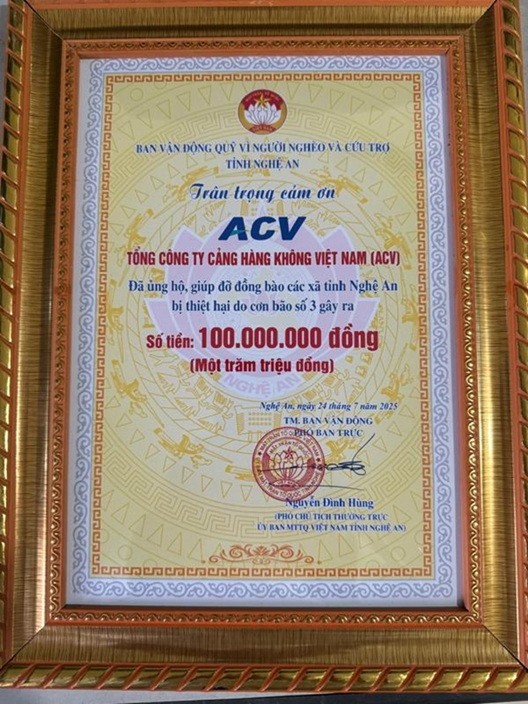 BAN VẬN ĐỘNG QUỸ VÌ NGƯỜI NGHÈO VÀ CỨU TRỢ
TỈNH NGHỆ AN
Trân trọng cám ơn
ACV
TỔNG CÔNG TY CẢNG HÀNG KHÔNG VIỆT NAM (ACV)
Đã ủng hộ, giúp đỡ đồng bào các xã tỉnh Nghệ An
bị thiệt hại do cơn bão số 3 gây ra
Số tiền: 100.000.000 đồng
(Một trăm triệu đồng)
NGHỆ AN
Nghệ An, ngày 24 tháng 7 năm 2025
TM. BAN VẬN ĐỘNG
PHÓ BAN TRỰC
Nguyễn Đình Hùng
(PHÓ CHỦ TỊCH THƯỜNG TRỰC
ỦY BAN MTTQ VIỆT NAM TỈNH NGHỆ AN)